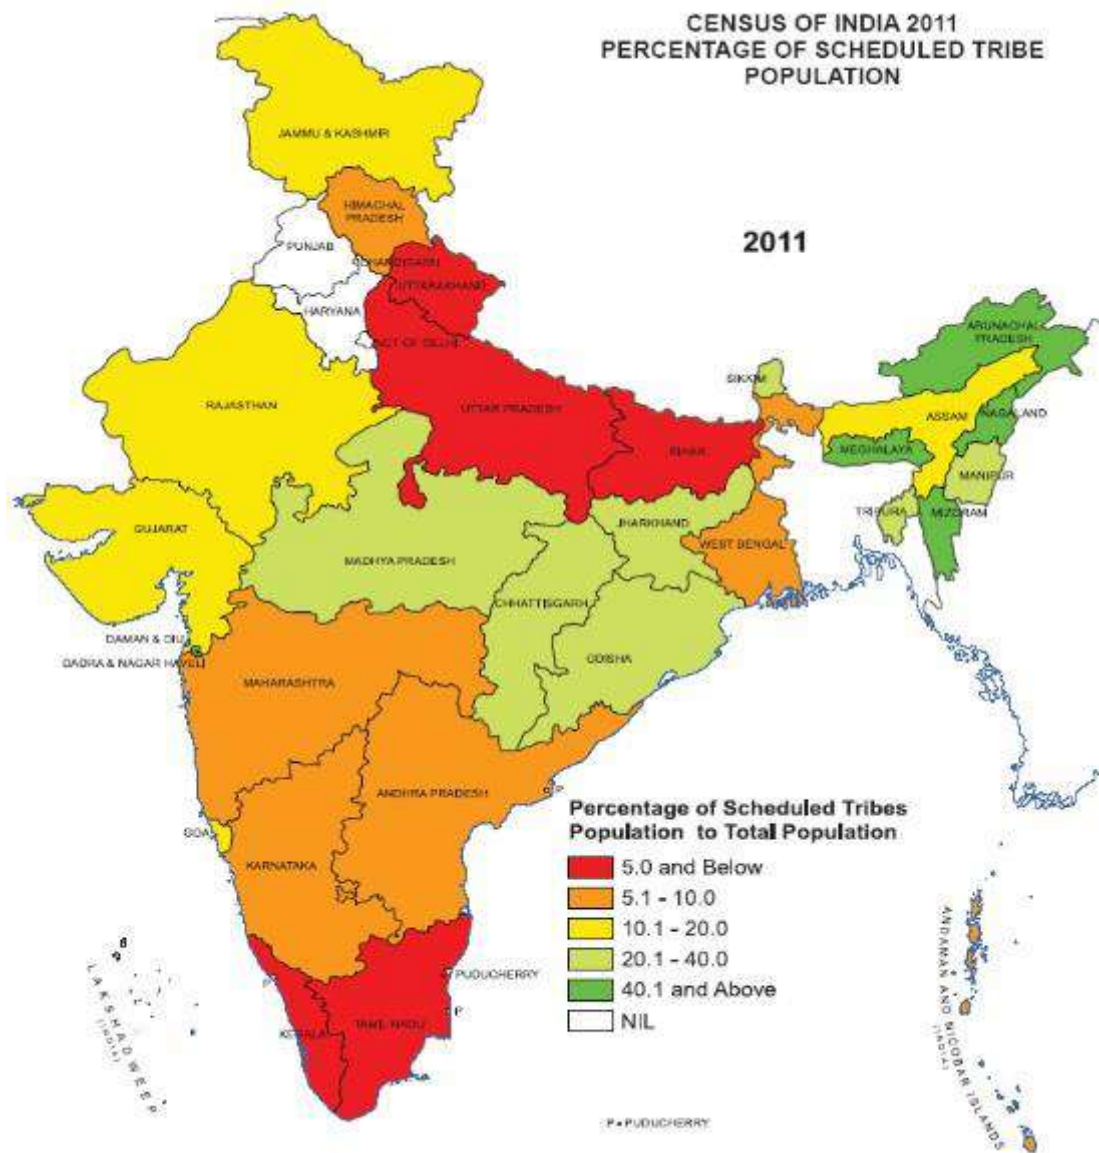 CENSUS OF INDIA 2011
PERCENTAGE OF SCHEDULED TRIBE
POPULATION
JAMMU & KASHMIR
HIMACHAL
PRADESH
2011
PUNJAB
CHANDIGARH
UTTARAKHAND
HARYANA
NCT OF DELHI
ARUNACHAL
PRADESH
SIKKIM
RAJASTHAN
UTTAR PRADESH
ASSAM
NAGALAND
BIHAR
MEGHALAYA
MANIPUR
GUJARAT
JHARKHAND
TRIPURA
MIZORAM
WEST BENGAL
MADHYA PRADESH
CHHATTISGARH
DAMAN & DIU
ODISHA
DADRA & NAGAR HAVELI
MAHARASHTRA
ANDHRA PRADESH
GOA
KARNATAKA
Percentage of Scheduled Tribes
Population to Total Population
5.0 and Below
5.1 - 10.0
10.1 - 20.0
20.1 - 40.0
40.1 and Above
NIL
PUDUCHERRY
P
KERALA
TAMIL NADU
LAKSHADWEEP
(INDIA)
ANDAMAN AND NICOBAR ISLANDS
(INDIA)
P = PUDUCHERRY